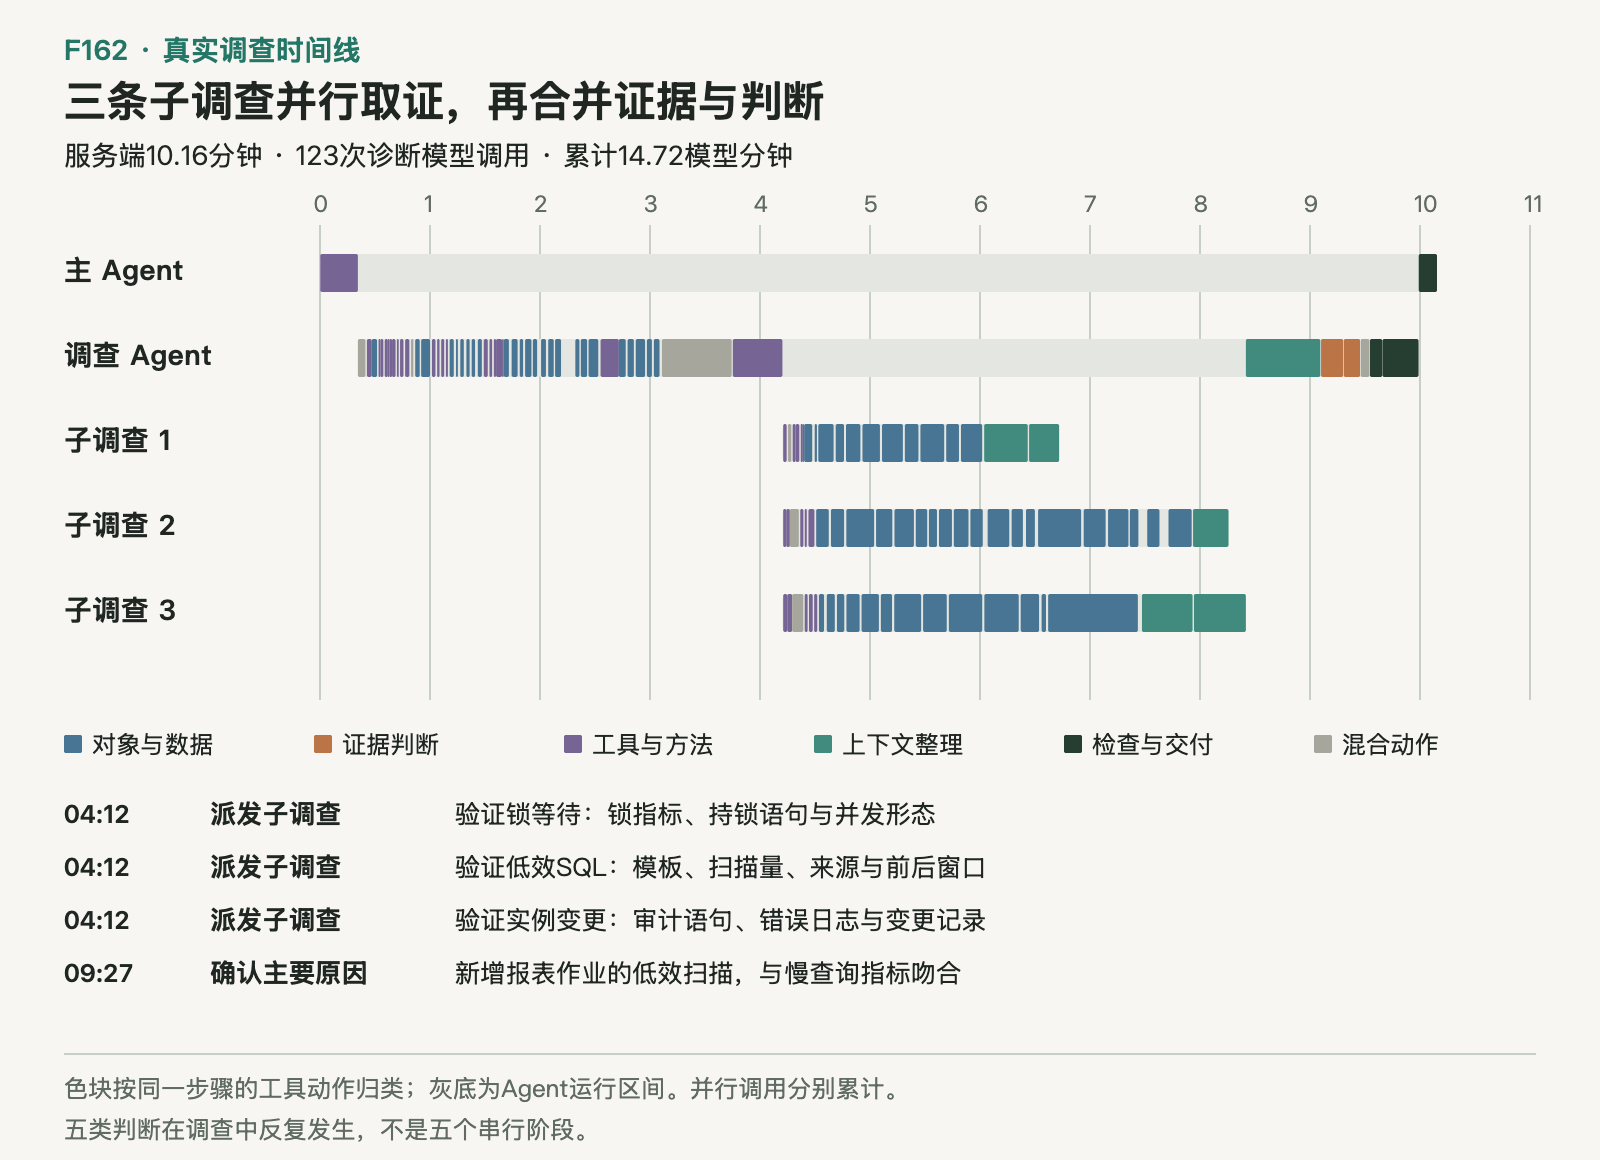 F162 · 真实调查时间线
三条子调查并行取证，再合并证据与判断
服务端10.16分钟 · 123次诊断模型调用 · 累计14.72模型分钟
0 1 2 3 4 5 6 7 8 9 10 11
主 Agent
调查 Agent
子调查 1
子调查 2
子调查 3
对象与数据 证据判断 工具与方法 上下文整理 检查与交付 混合动作
04:12 派发子调查 验证锁等待：锁指标、持锁语句与并发形态
04:12 派发子调查 验证低效SQL：模板、扫描量、来源与前后窗口
04:12 派发子调查 验证实例变更：审计语句、错误日志与变更记录
09:27 确认主要原因 新增报表作业的低效扫描，与慢查询指标吻合
色块按同一步骤的工具动作归类；灰底为Agent运行区间。并行调用分别累计。
五类判断在调查中反复发生，不是五个串行阶段。